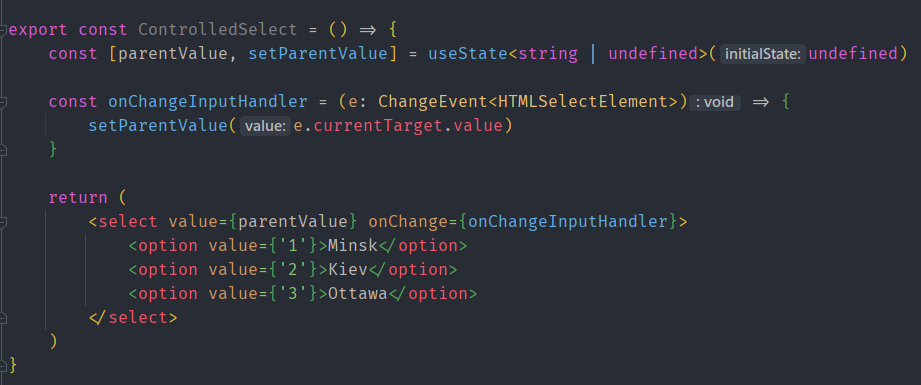 export const ControlledSelect = () => {
const [parentValue, setParentValue] = useState<string | undefined>( initialState: undefined)
const onChangeInputHandler = (e: ChangeEvent<HTMLSelectElement>) : void => {
setParentValue( value: e.currentTarget.value)
}
return (
<select value={parentValue} onChange={onChangeInputHandler}>
<option value={'1'}>Minsk</option>
<option value={'2'}>Kiev</option>
<option value={'3'}>Ottawa</option>
</select>
)
}